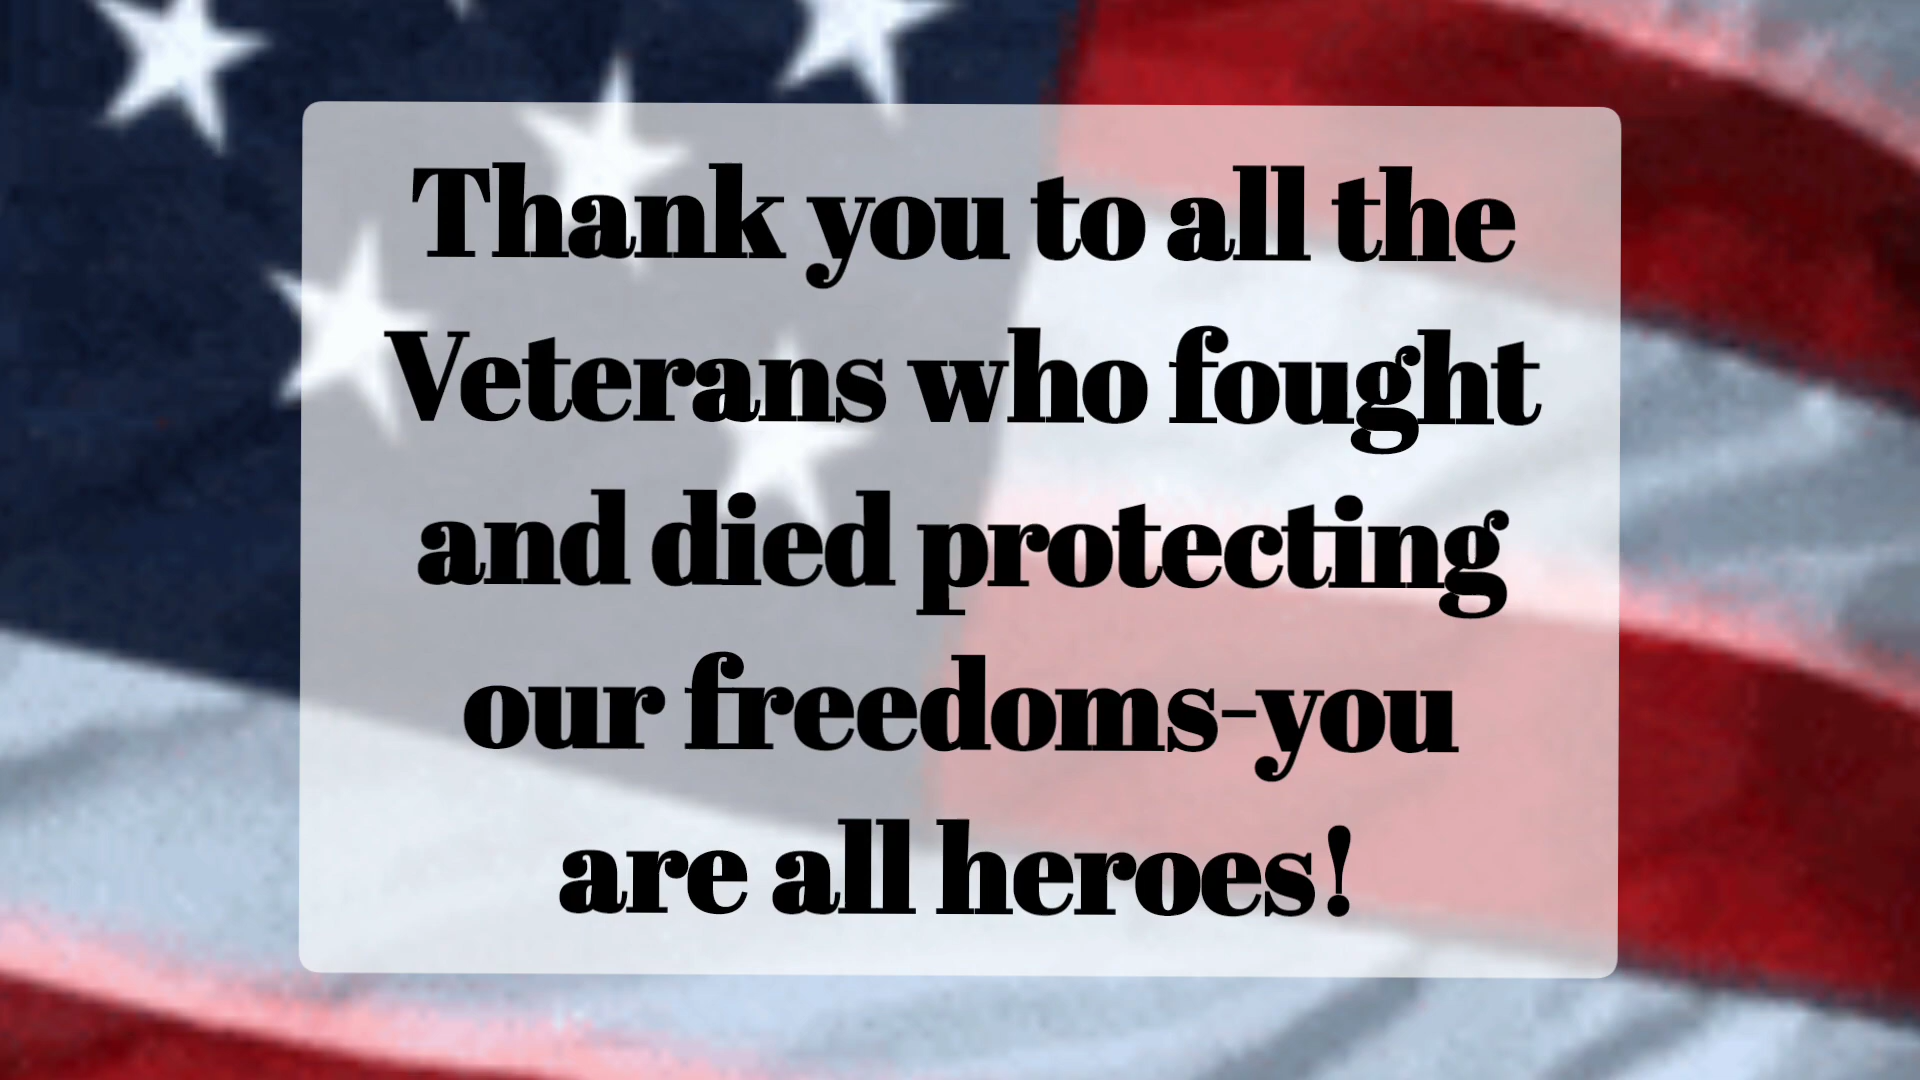 Thank you to all the
Veterans who fought
and died protecting
our freedoms-you
are all heroes!